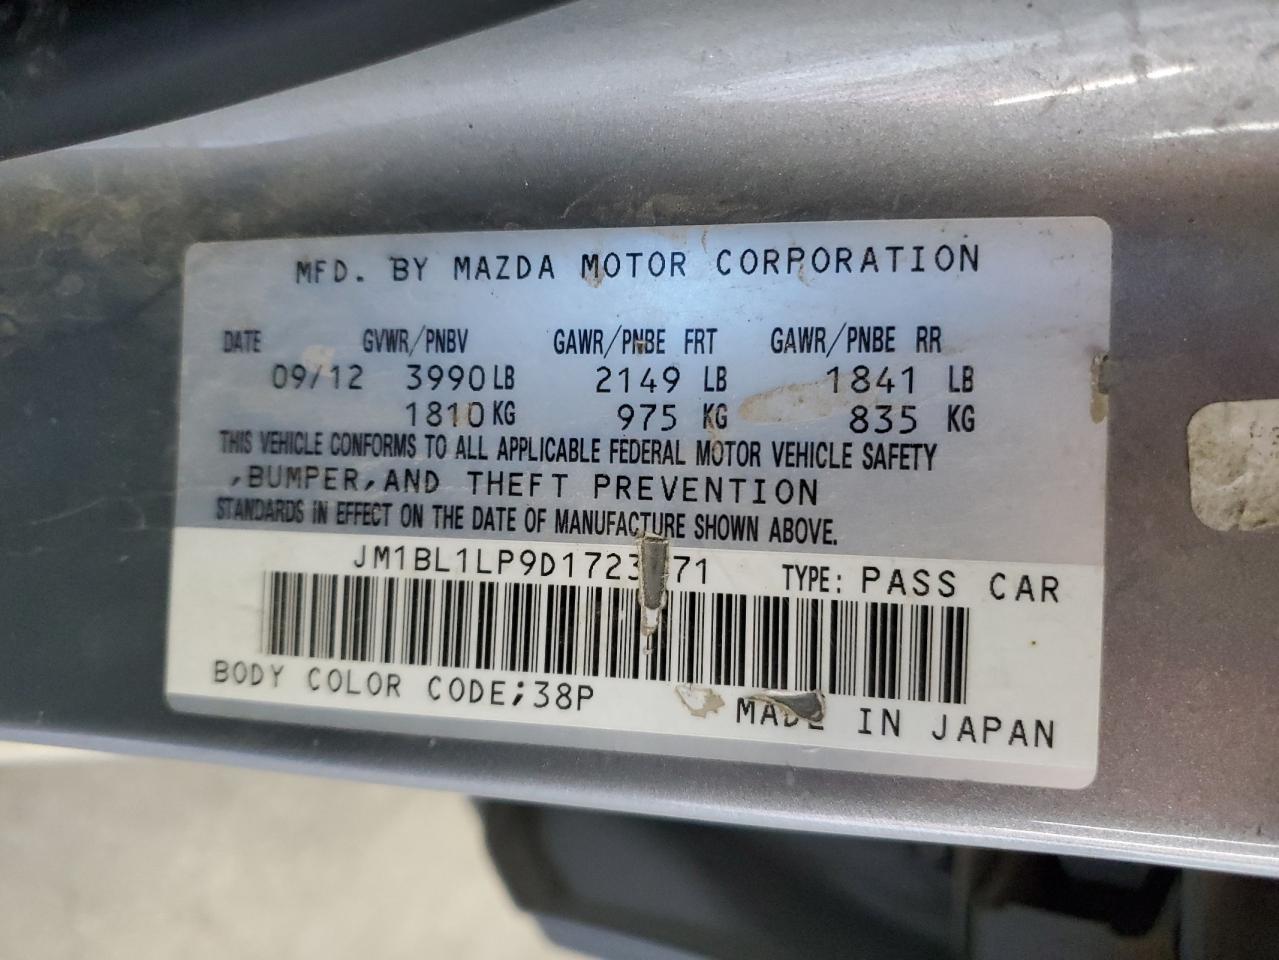 MFD. BY MAZDA MOTOR CORPORATION
DATE GVWR/PNBV GAWR/PNBE FRT GAWR/PNBE RR
09/12 3990 LB 2149 LB 1841 LB
1810 KG 975 KG 835 KG
THIS VEHICLE CONFORMS TO ALL APPLICABLE FEDERAL MOTOR VEHICLE SAFETY
,BUMPER,AND THEFT PREVENTION
STANDARDS IN EFFECT ON THE DATE OF MANUFACTURE SHOWN ABOVE.
TYPE: PASS CAR
BODY COLOR CODE;38P MADE IN JAPAN